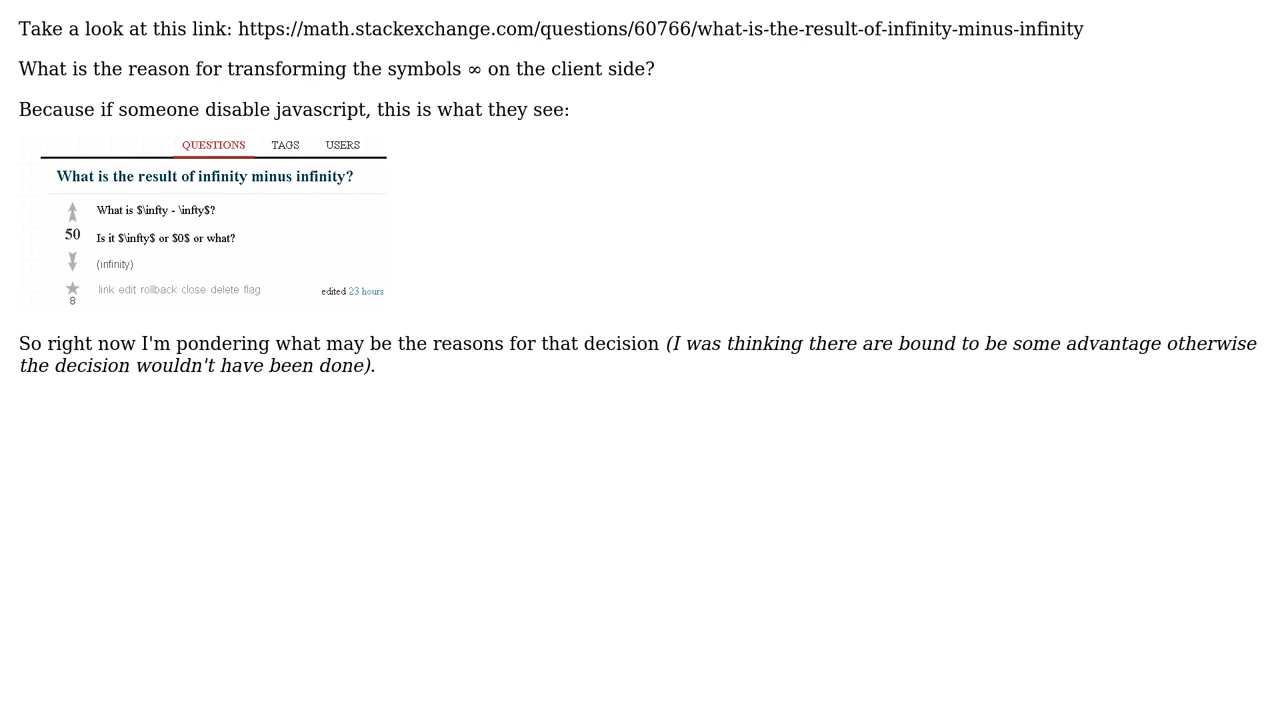 Take a look at this link: https://math.stackexchange.com/questions/60766/what-is-the-result-of-infinity-minus-infinity
What is the reason for transforming the symbols ∞ on the client side?
Because if someone disable javascript, this is what they see:
QUESTIONS TAGS USERS
What is the result of infinity minus infinity?
What is $\infty - \infty$?
50
Is it $\infty$ or $0$ or what?
(infinity)
link edit rollback close delete flag
edited 23 hours
8
So right now I'm pondering what may be the reasons for that decision (I was thinking there are bound to be some advantage otherwise
the decision wouldn't have been done).